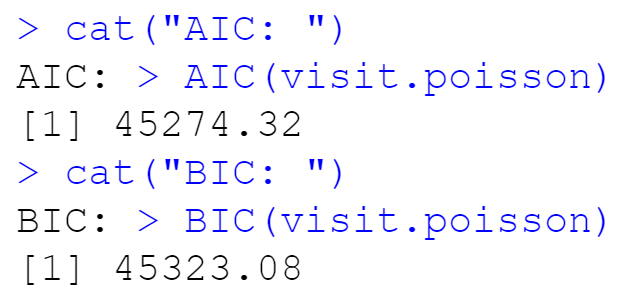 > cat("AIC: ")
AIC: > AIC(visit.poisson)
[1] 45274.32
> cat("BIC: ")
BIC: > BIC(visit.poisson)
[1] 45323.08